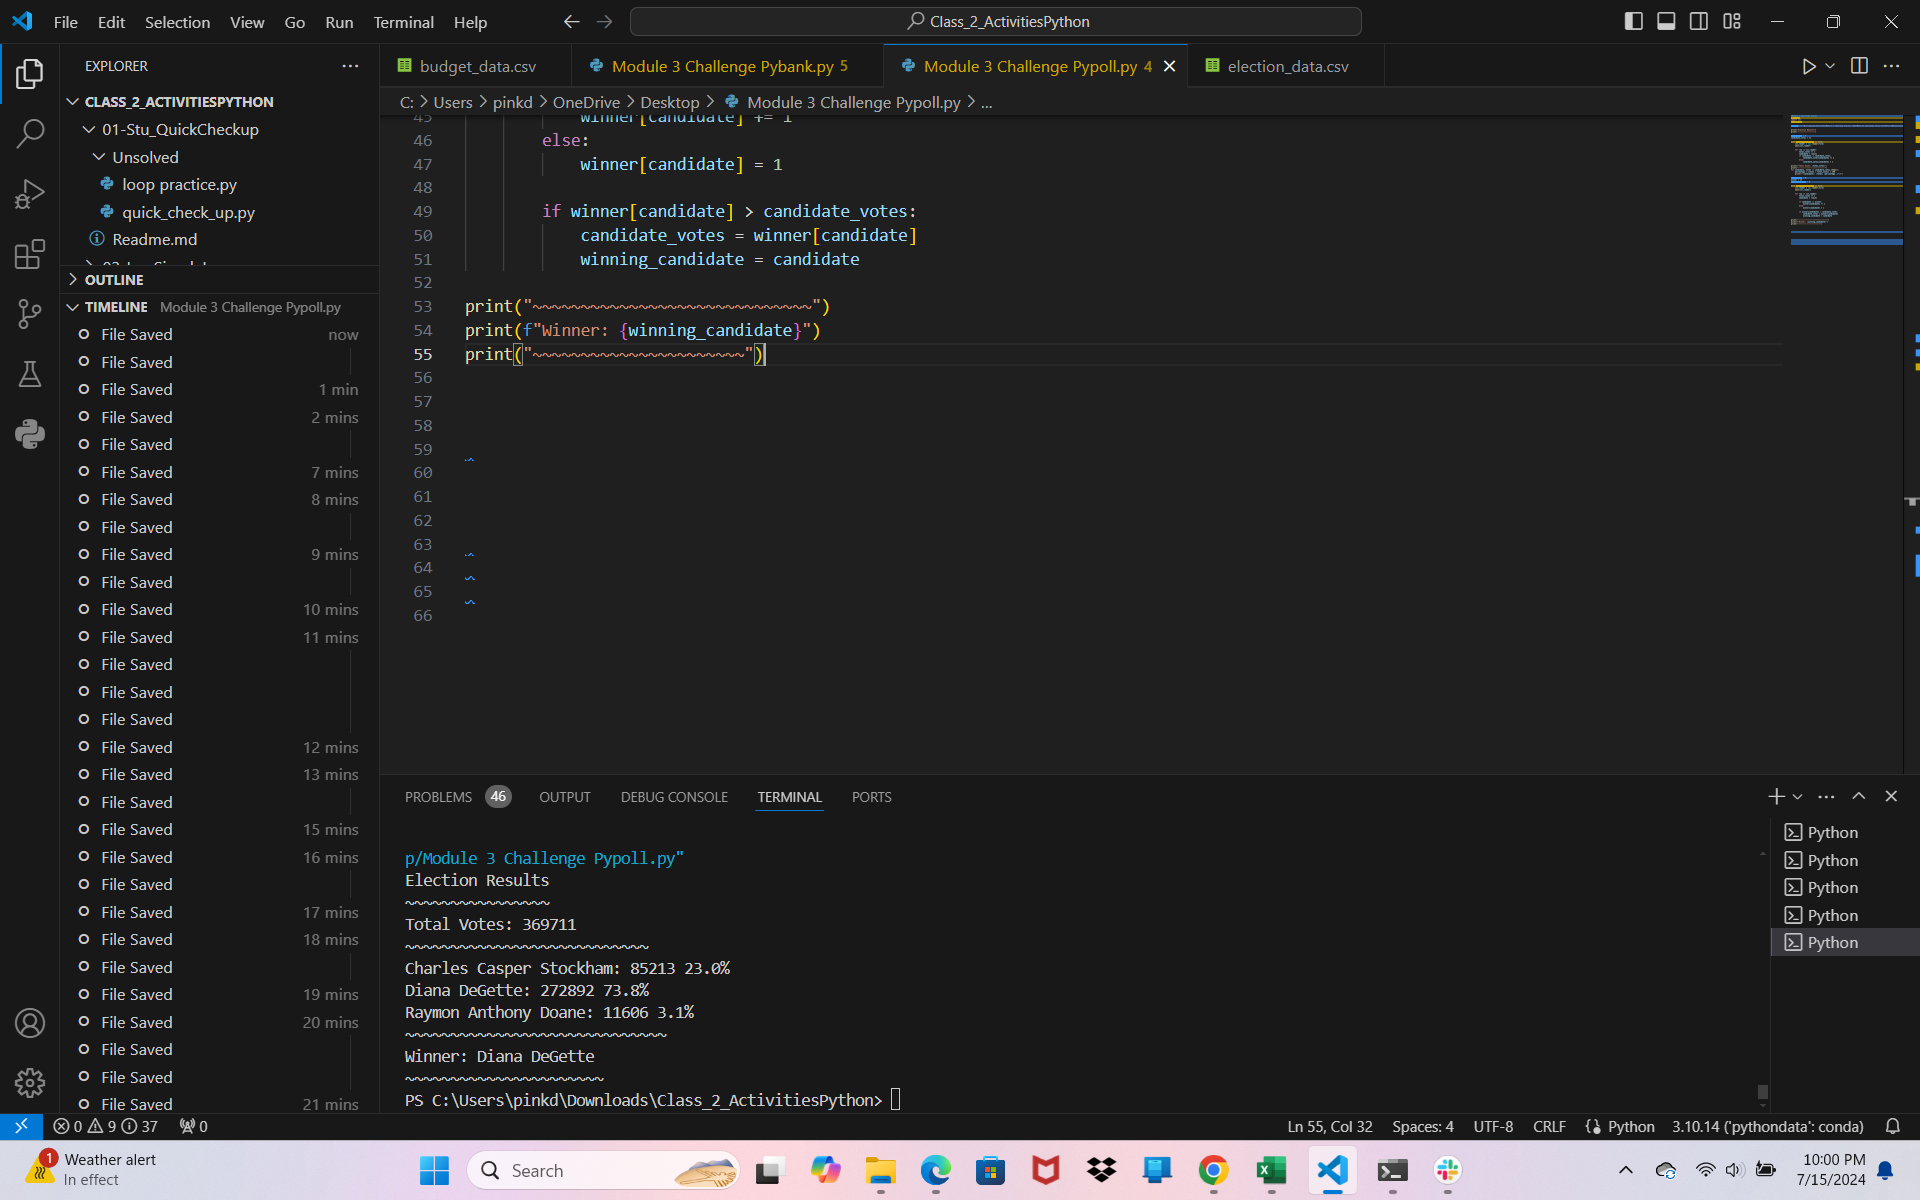 File Edit Selection View Go Run Terminal Help
Class_2_ActivitiesPython
EXPLORER
CLASS_2_ACTIVITIESPYTHON
01-Stu_QuickCheckup
Unsolved
loop practice.py
quick_check_up.py
Readme.md
OUTLINE
TIMELINE Module 3 Challenge Pypoll.py
File Saved now
File Saved
File Saved 1 min
File Saved 2 mins
File Saved
File Saved 7 mins
File Saved 8 mins
File Saved
File Saved 9 mins
File Saved
File Saved 10 mins
File Saved 11 mins
File Saved
File Saved
File Saved
File Saved 12 mins
File Saved 13 mins
File Saved
File Saved 15 mins
File Saved 16 mins
File Saved
File Saved 17 mins
File Saved 18 mins
File Saved
File Saved 19 mins
File Saved 20 mins
File Saved
File Saved
File Saved 21 mins
budget_data.csv Module 3 Challenge Pybank.py 5 Module 3 Challenge Pypoll.py 4 election_data.csv
C: > Users > pinkd > OneDrive > Desktop > Module 3 Challenge Pypoll.py > ...
45 winner[candidate] += 1
46 else:
47 winner[candidate] = 1
48
49 if winner[candidate] > candidate_votes:
50 candidate_votes = winner[candidate]
51 winning_candidate = candidate
52
53 print("~~~~~~~~~~~~~~~~~~~~~~~~~~~~~")
54 print(f"Winner: {winning_candidate}")
55 print("~~~~~~~~~~~~~~~~~~~~~~")
56
57
58
59
60
61
62
63
64
65
66
PROBLEMS 46 OUTPUT DEBUG CONSOLE TERMINAL PORTS
p/Module 3 Challenge Pypoll.py"
Election Results
~~~~~~~~~~~~~~~~
Total Votes: 369711
~~~~~~~~~~~~~~~~~~~~~~~~~~~
Charles Casper Stockham: 85213 23.0%
Diana DeGette: 272892 73.8%
Raymon Anthony Doane: 11606 3.1%
~~~~~~~~~~~~~~~~~~~~~~~~~~~~~
Winner: Diana DeGette
~~~~~~~~~~~~~~~~~~~~~~
PS C:\Users\pinkd\Downloads\Class_2_ActivitiesPython>
Python
Python
Python
Python
Python
0 9 37 0
Ln 55, Col 32 Spaces: 4 UTF-8 CRLF Python 3.10.14 ('pythondata': conda)
1 Weather alert
In effect
Search
10:00 PM
7/15/2024